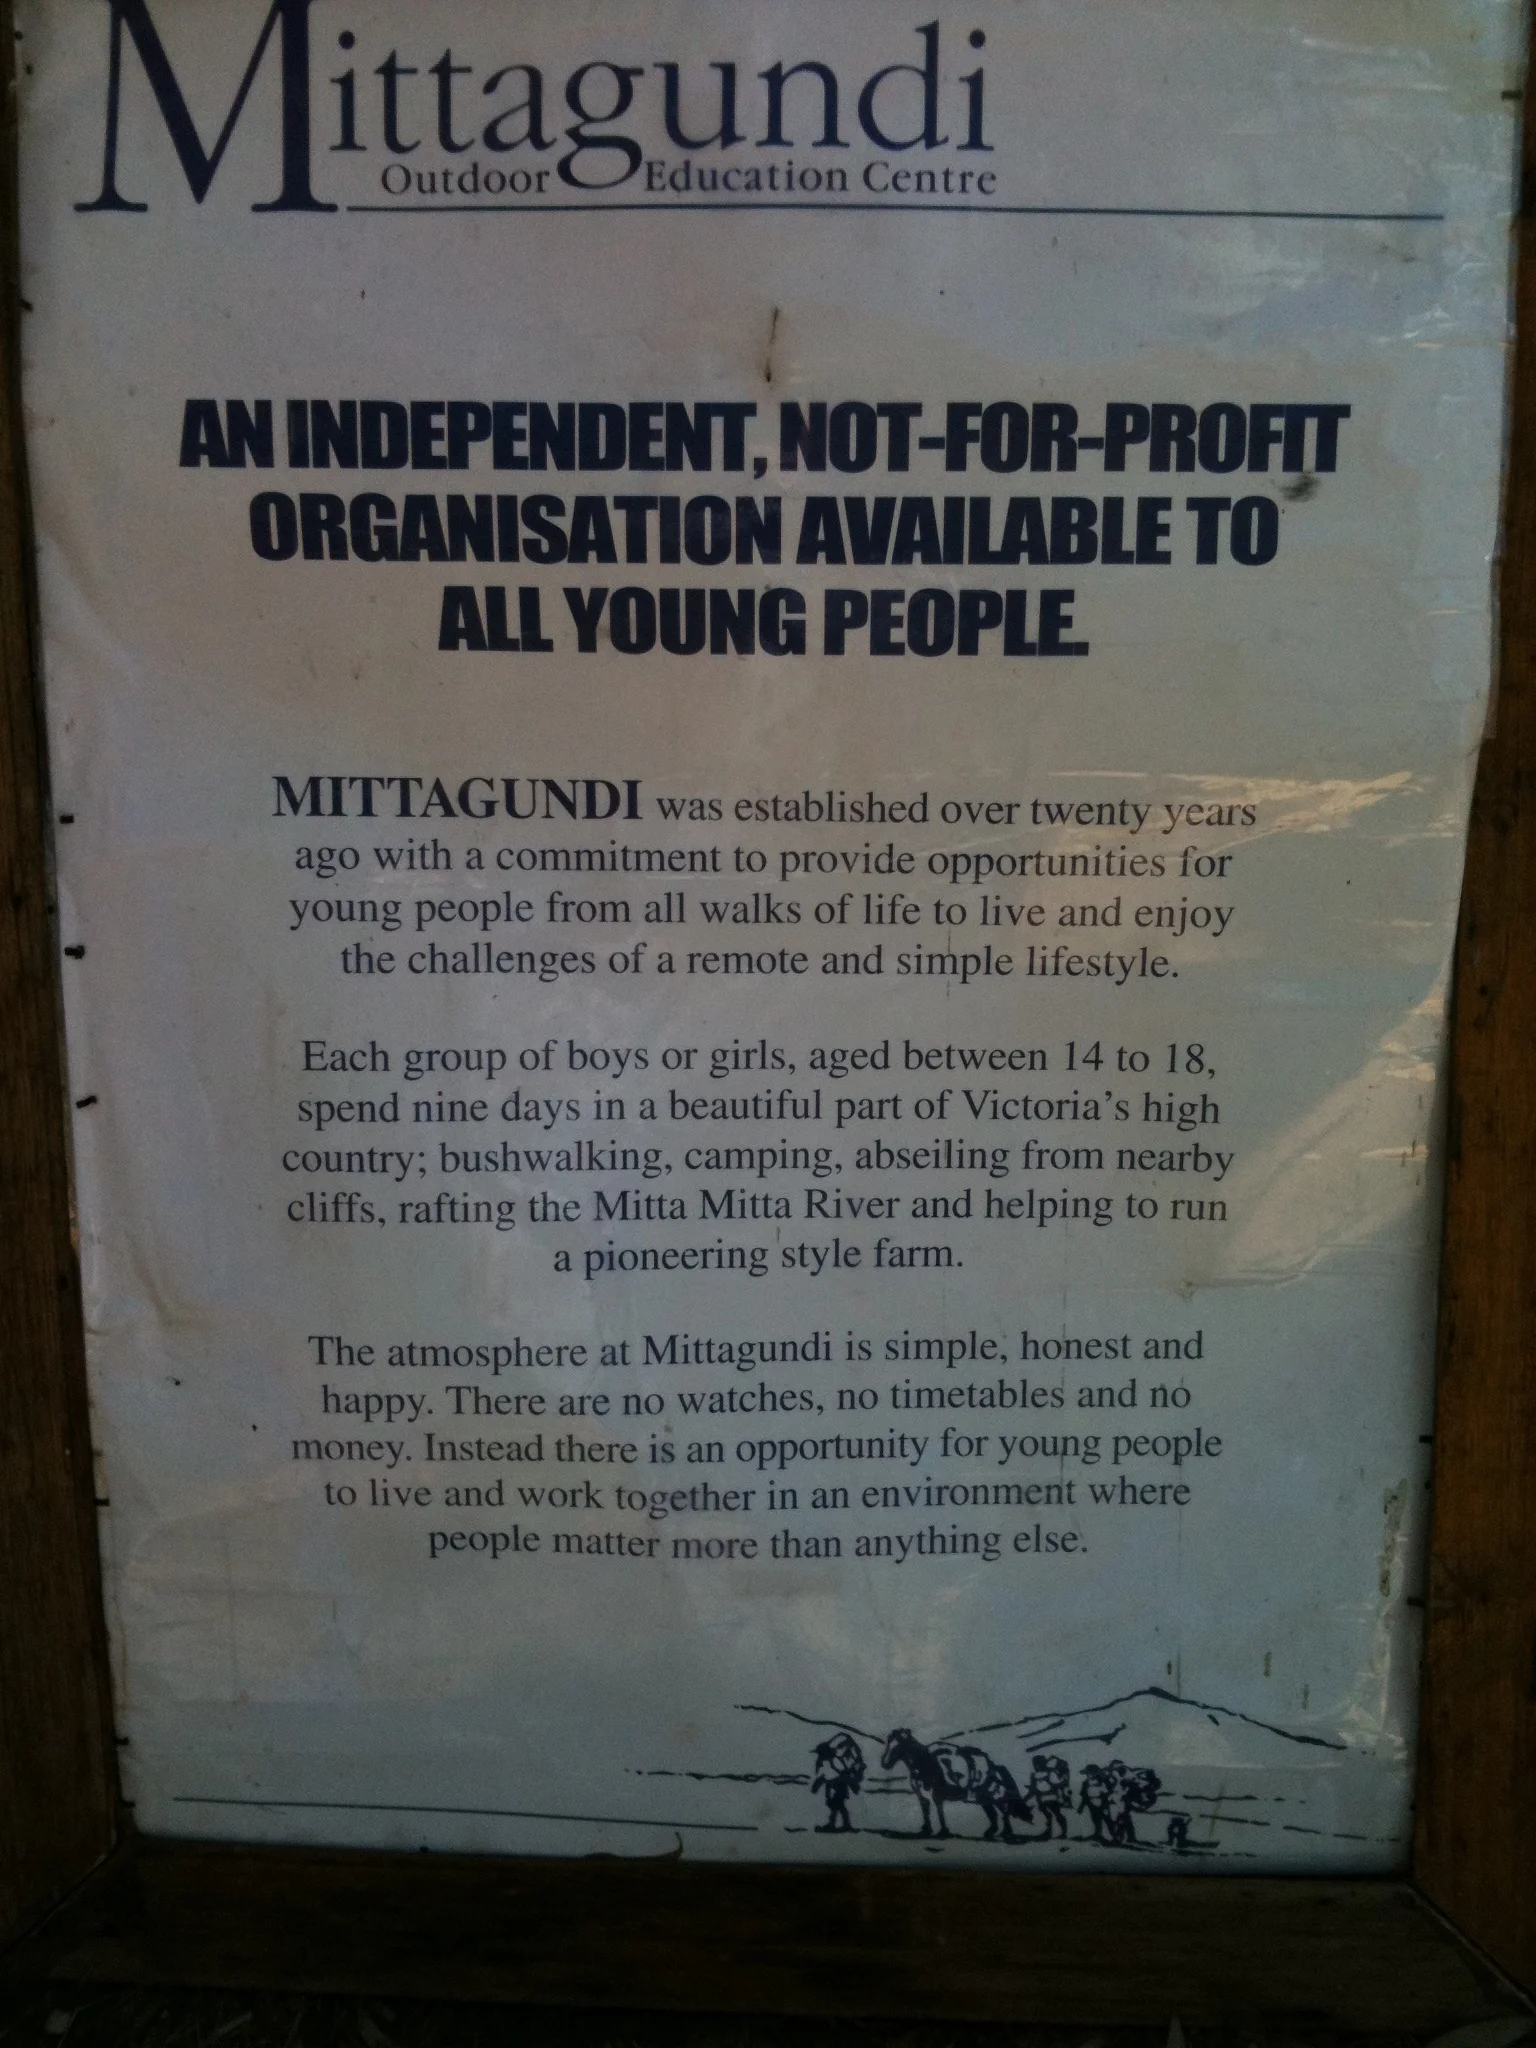 Mittagundi
Outdoor Education Centre
AN INDEPENDENT, NOT-FOR-PROFIT
ORGANISATION AVAILABLE TO
ALL YOUNG PEOPLE.
MITTAGUNDI was established over twenty years
ago with a commitment to provide opportunities for
young people from all walks of life to live and enjoy
the challenges of a remote and simple lifestyle.
Each group of boys or girls, aged between 14 to 18,
spend nine days in a beautiful part of Victoria's high
country; bushwalking, camping, abseiling from nearby
cliffs, rafting the Mitta Mitta River and helping to run
a pioneering style farm.
The atmosphere at Mittagundi is simple, honest and
happy. There are no watches, no timetables and no
money. Instead there is an opportunity for young people
to live and work together in an environment where
people matter more than anything else.